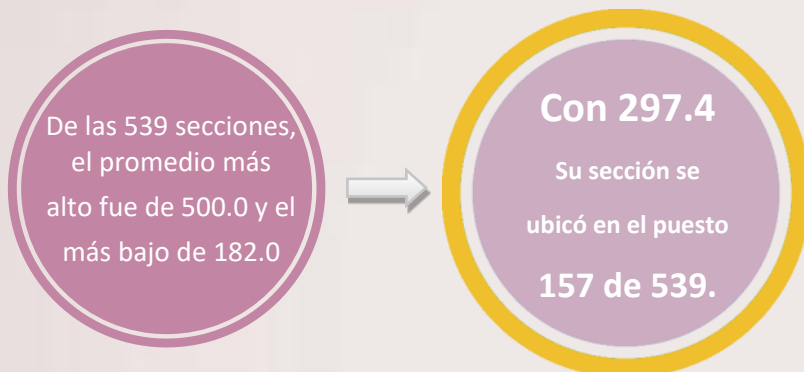 De las 539 secciones,
el promedio más
alto fue de 500.0 y el
más bajo de 182.0
Con 297.4
Su sección se
ubicó en el puesto
157 de 539.